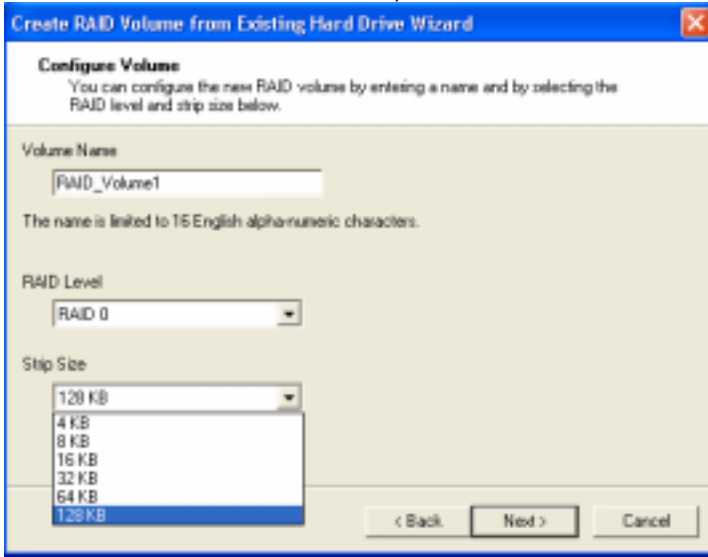 Create RAID Volume from Existing Hard Drive Wizard
Configure Volume
You can configure the new RAID volume by entering a name and by selecting the
RAID level and strip size below.
Volume Name
RAID_Volume1
The name is limited to 16 English alpha-numeric characters.
RAID Level
RAID 0
Strip Size
128 KB
4 KB
8 KB
16 KB
32 KB
64 KB
128 KB
< Back
Next >
Cancel